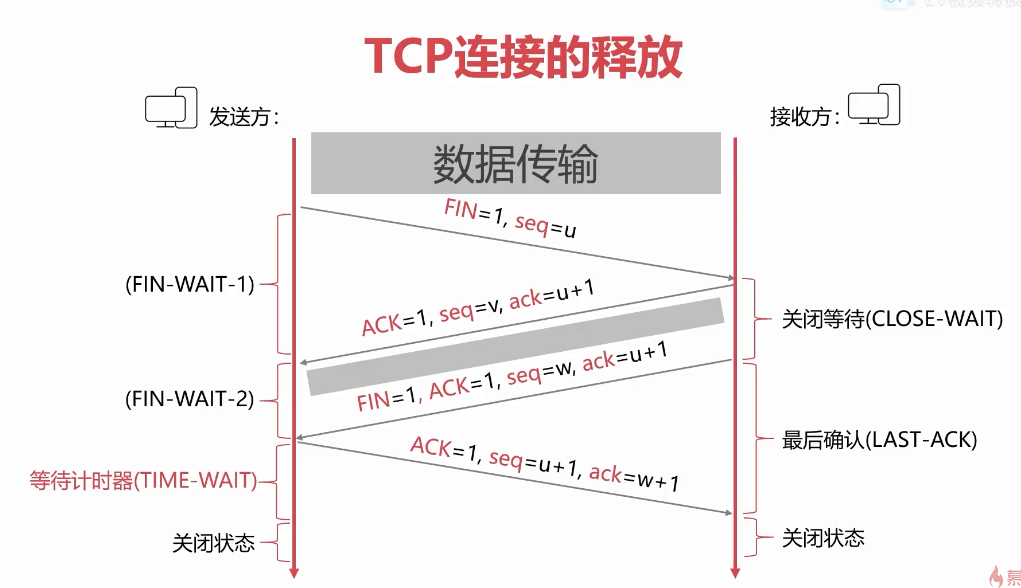 TCP连接的释放
发送方：
接收方：
数据传输
FIN=1, seq=u
(FIN-WAIT-1)
ACK=1, seq=v, ack=u+1
关闭等待(CLOSE-WAIT)
FIN=1, ACK=1, seq=w, ack=u+1
(FIN-WAIT-2)
ACK=1, seq=u+1, ack=w+1
最后确认(LAST-ACK)
等待计时器(TIME-WAIT)
关闭状态
关闭状态